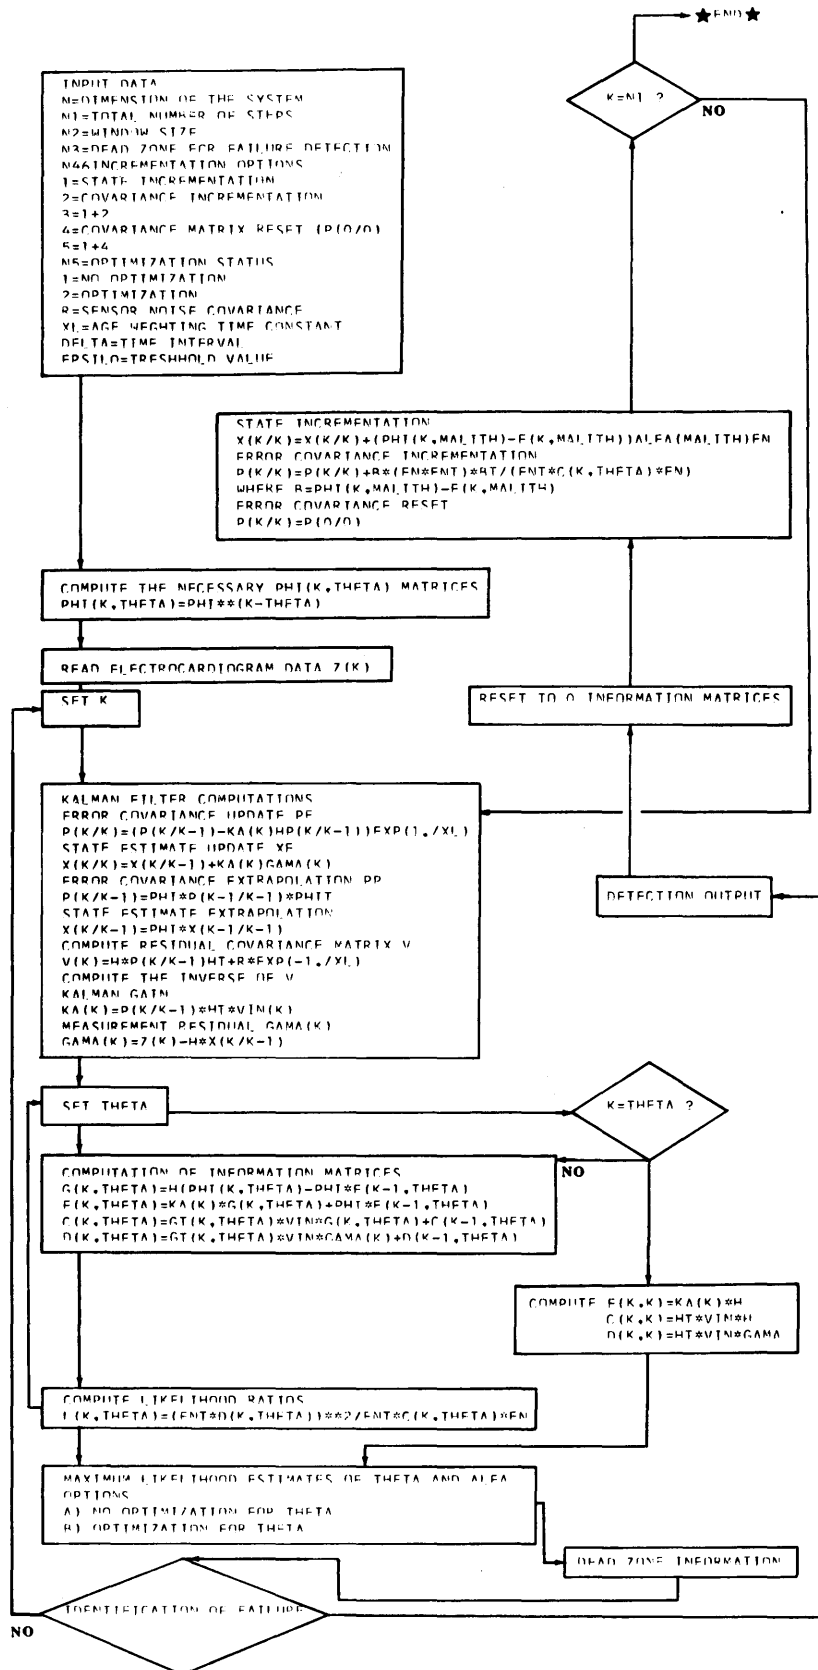 ★END★
K=N1 ?
NO
INPUT DATA
N=DIMENSION OF THE SYSTEM
N1=TOTAL NUMBER OF STEPS
N2=WINDOW SIZE
N3=DEAD ZONE FOR FAILURE DETECTION
N46INCREMENTATION OPTIONS
1=STATE INCREMENTATION
2=COVARIANCE INCREMENTATION
3=1+2
4=COVARIANCE MATRIX RESET (P(0/0)
5=1+4
N5=OPTIMIZATION STATUS
1=NO OPTIMIZATION
2=OPTIMIZATION
R=SENSOR NOISE COVARIANCE
XL=AGE WEGHTING TIME CONSTANT
DELTA=TIME INTERVAL
EPSILO=TRESHHOLD VALUE
STATE INCREMENTATION
X(K/K)=X(K/K)+(PHI(K,MALITH)-F(K,MALITH))ALFA(MALITH)EN
ERROR COVARIANCE INCREMENTATION
P(K/K)=P(K/K)+B*(EN*ENT)*BT/(ENT*C(K,THETA)*EN)
WHERE B=PHI(K,MALITH)-F(K,MALITH)
ERROR COVARIANCE RESET
P(K/K)=P(0/0)
COMPUTE THE NECESSARY PHI(K,THETA) MATRICES
PHI(K,THETA)=PHI**(K-THETA)
READ ELECTROCARDIOGRAM DATA Z(K)
SET K
RESET TO 0 INFORMATION MATRICES
KALMAN FILTER COMPUTATIONS
ERROR COVARIANCE UPDATE PE
P(K/K)=(P(K/K-1)-KA(K)HP(K/K-1))EXP(1./XL)
STATE ESTIMATE UPDATE XE
X(K/K)=X(K/K-1)+KA(K)GAMA(K)
ERROR COVARIANCE EXTRAPOLATION PP
P(K/K-1)=PHI*P(K-1/K-1)*PHIT
STATE ESTIMATE EXTRAPOLATION
X(K/K-1)=PHI*X(K-1/K-1)
COMPUTE RESIDUAL COVARIANCE MATRIX V
V(K)=H*P(K/K-1)HT+R*EXP(-1./XL)
COMPUTE THE INVERSE OF V
KALMAN GAIN
KA(K)=P(K/K-1)*HT*VIN(K)
MEASUREMENT RESIDUAL GAMA(K)
GAMA(K)=Z(K)-H*X(K/K-1)
DETECTION OUTPUT
SET THETA
K=THETA ?
NO
COMPUTATION OF INFORMATION MATRICES
G(K,THETA)=H(PHI(K,THETA)-PHI*F(K-1,THETA)
F(K,THETA)=KA(K)*G(K,THETA)+PHI*F(K-1,THETA)
C(K,THETA)=GT(K,THETA)*VIN*G(K,THETA)+C(K-1,THETA)
D(K,THETA)=GT(K,THETA)*VIN*GAMA(K)+D(K-1,THETA)
COMPUTE F(K,K)=KA(K)*H
C(K,K)=HT*VIN*H
D(K,K)=HT*VIN*GAMA
COMPUTE LIKELIHOOD RATIOS
L(K,THETA)=(ENT*D(K,THETA))**2/ENT*C(K,THETA)*EN
MAXIMUM LIKELIHOOD ESTIMATES OF THETA AND ALFA
OPTIONS
A) NO OPTIMIZATION FOR THETA
B) OPTIMIZATION FOR THETA
DEAD ZONE INFORMATION
IDENTIFICATION OF FAILURE
NO